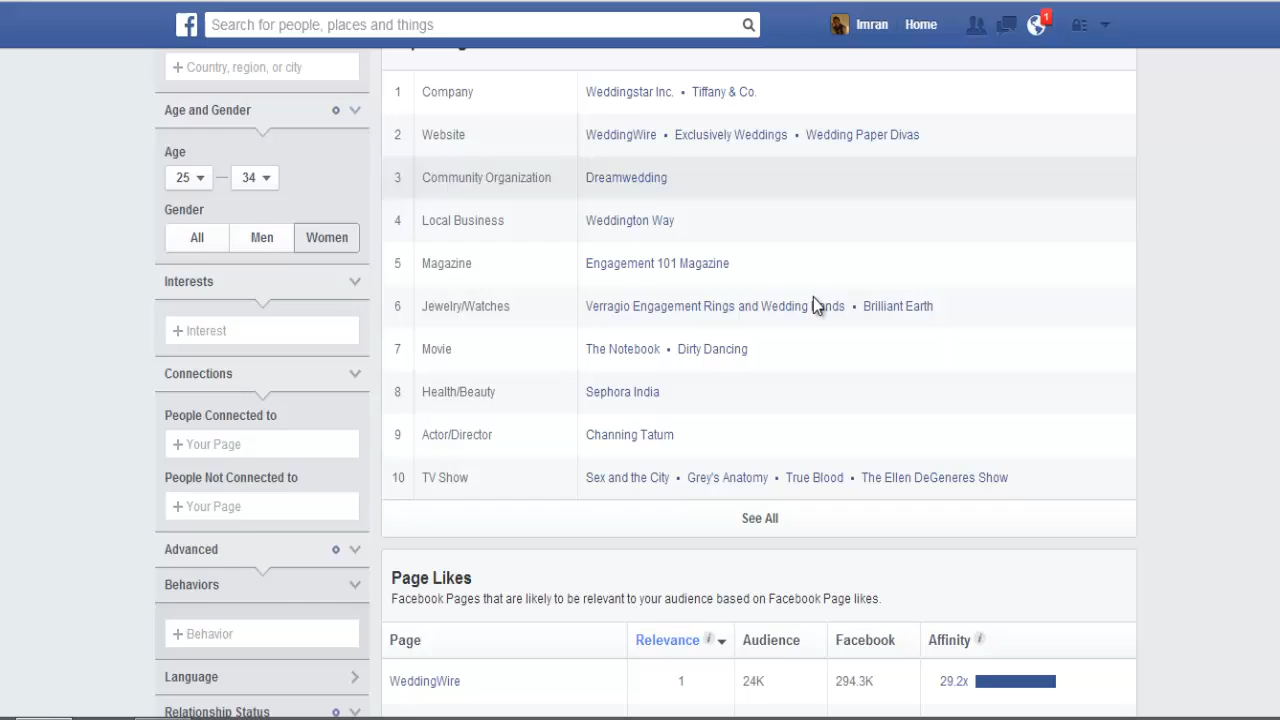 Search for people, places and things
Imran Home 1
+ Country, region, or city
Age and Gender
Age
25 — 34
Gender
All Men Women
Interests
+ Interest
Connections
People Connected to
+ Your Page
People Not Connected to
+ Your Page
Advanced
Behaviors
+ Behavior
Language
Relationship Status
1 Company Weddingstar Inc. • Tiffany & Co.
2 Website WeddingWire • Exclusively Weddings • Wedding Paper Divas
3 Community Organization Dreamwedding
4 Local Business Weddington Way
5 Magazine Engagement 101 Magazine
6 Jewelry/Watches Verragio Engagement Rings and Wedding Bands • Brilliant Earth
7 Movie The Notebook • Dirty Dancing
8 Health/Beauty Sephora India
9 Actor/Director Channing Tatum
10 TV Show Sex and the City • Grey's Anatomy • True Blood • The Ellen DeGeneres Show
See All
Page Likes
Facebook Pages that are likely to be relevant to your audience based on Facebook Page likes.
Page Relevance Audience Facebook Affinity
WeddingWire 1 24K 294.3K 29.2x